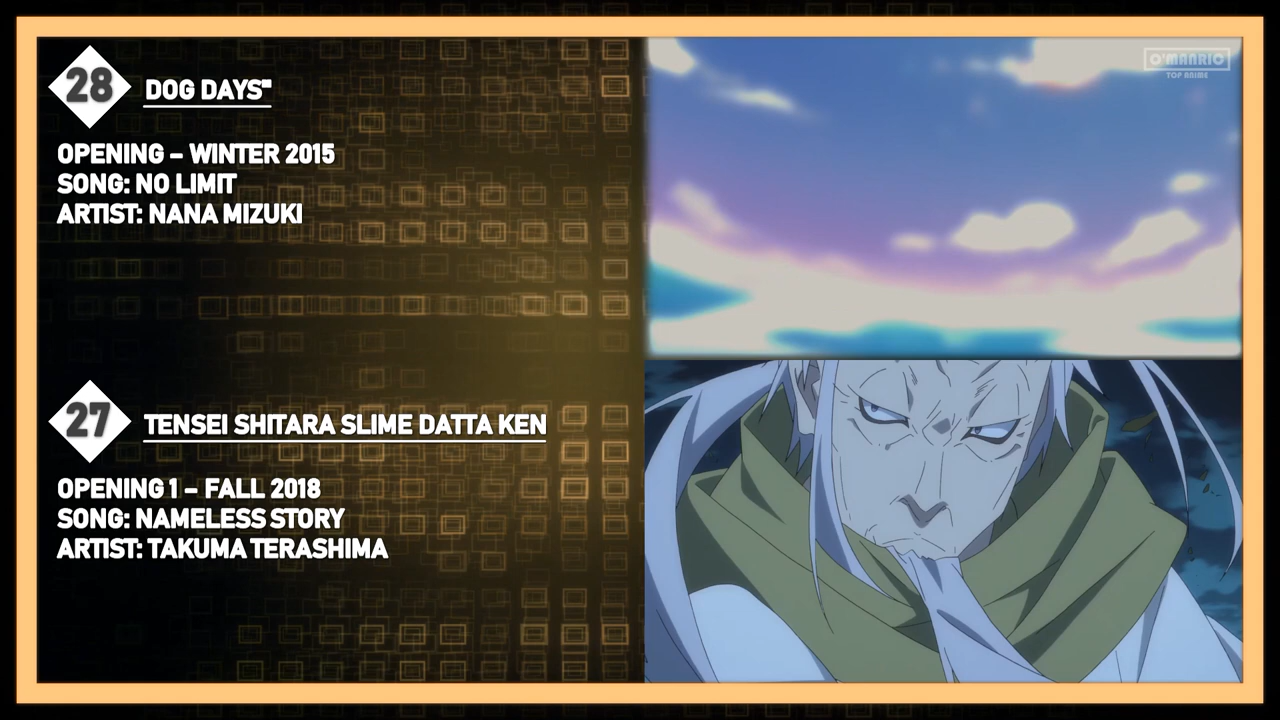 28
DOG DAYS"
OPENING – WINTER 2015
SONG: NO LIMIT
ARTIST: NANA MIZUKI
O'MANRIC
TOP ANIME
27
TENSEI SHITARA SLIME DATTA KEN
OPENING 1 – FALL 2018
SONG: NAMELESS STORY
ARTIST: TAKUMA TERASHIMA